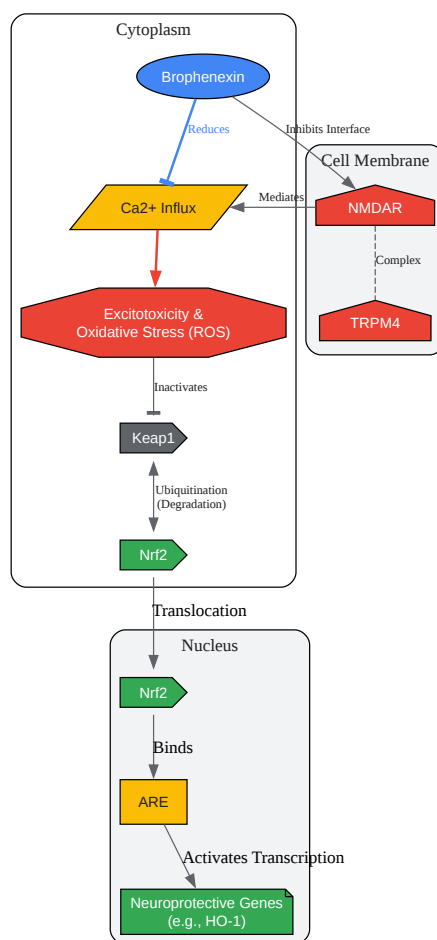 Cytoplasm
Brophenexin
Reduces
Inhibits Interface
Cell Membrane
Ca2+ Influx
Mediates
NMDAR
Complex
TRPM4
Excitotoxicity &
Oxidative Stress (ROS)
Inactivates
Keap1
Ubiquitination
(Degradation)
Nrf2
Translocation
Nucleus
Nrf2
Binds
ARE
Activates Transcription
Neuroprotective Genes
(e.g., HO-1)